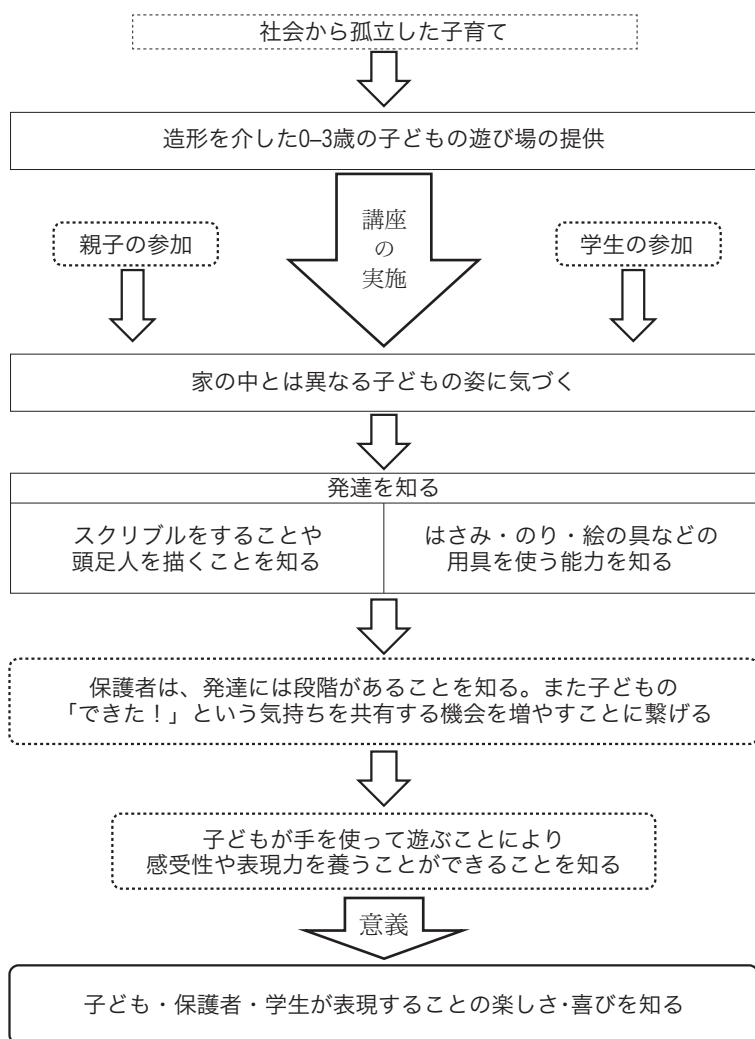 社会から孤立した子育て
造形を介した0–3歳の子どもの遊び場の提供
講座
の
実施
親子の参加
学生の参加
家の中とは異なる子どもの姿に気づく
発達を知る
スクリブルをすることや
頭足人を描くことを知る
はさみ・のり・絵の具などの
用具を使う能力を知る
保護者は、発達には段階があることを知る。また子どもの
「できた！」という気持ちを共有する機会を増やすことに繋げる
子どもが手を使って遊ぶことにより
感受性や表現力を養うことができることを知る
意義
子ども・保護者・学生が表現することの楽しさ・喜びを知る